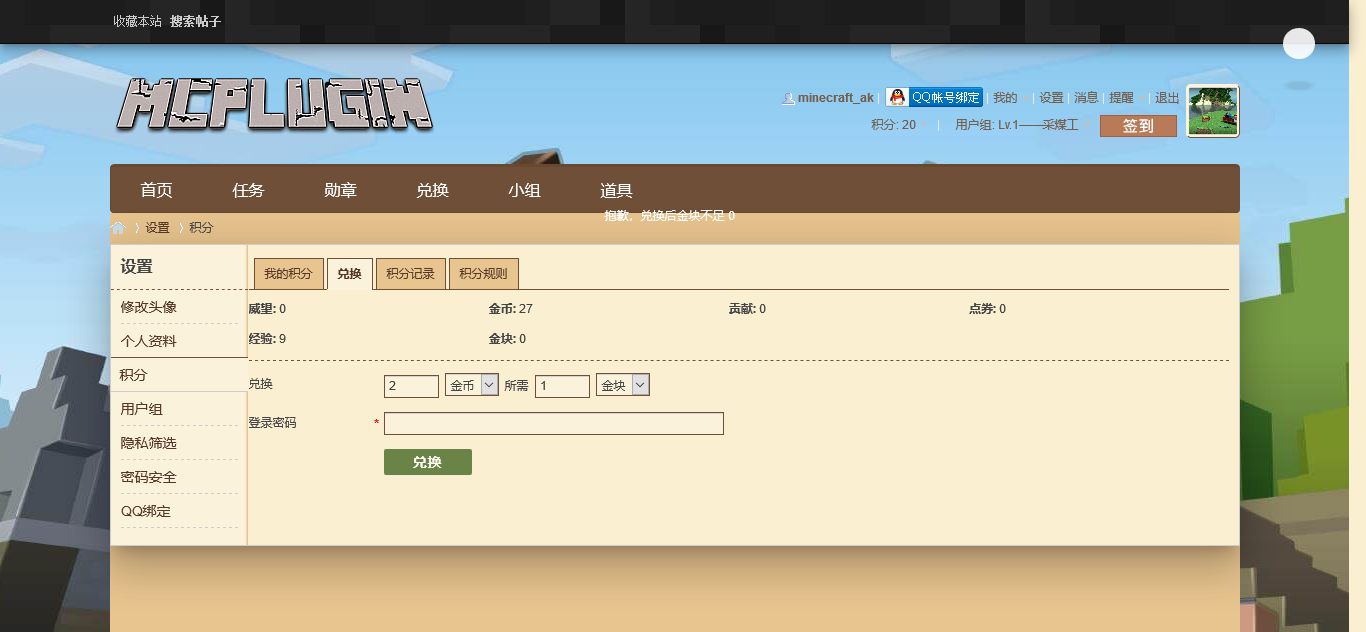 收藏本站 搜索帖子
MCPLUGIN
minecraft_ak QQ帐号绑定 我的 设置 消息 提醒 退出
积分: 20 用户组: Lv.1——采煤工 签到
首页 任务 勋章 兑换 小组 道具
抱歉，兑换后金块不足 0
设置 积分
设置
修改头像
个人资料
积分
用户组
隐私筛选
密码安全
QQ绑定
我的积分 兑换 积分记录 积分规则
威望: 0 金币: 27 贡献: 0 点券: 0
经验: 9 金块: 0
兑换 2 金币 所需 1 金块
登录密码 *
兑换